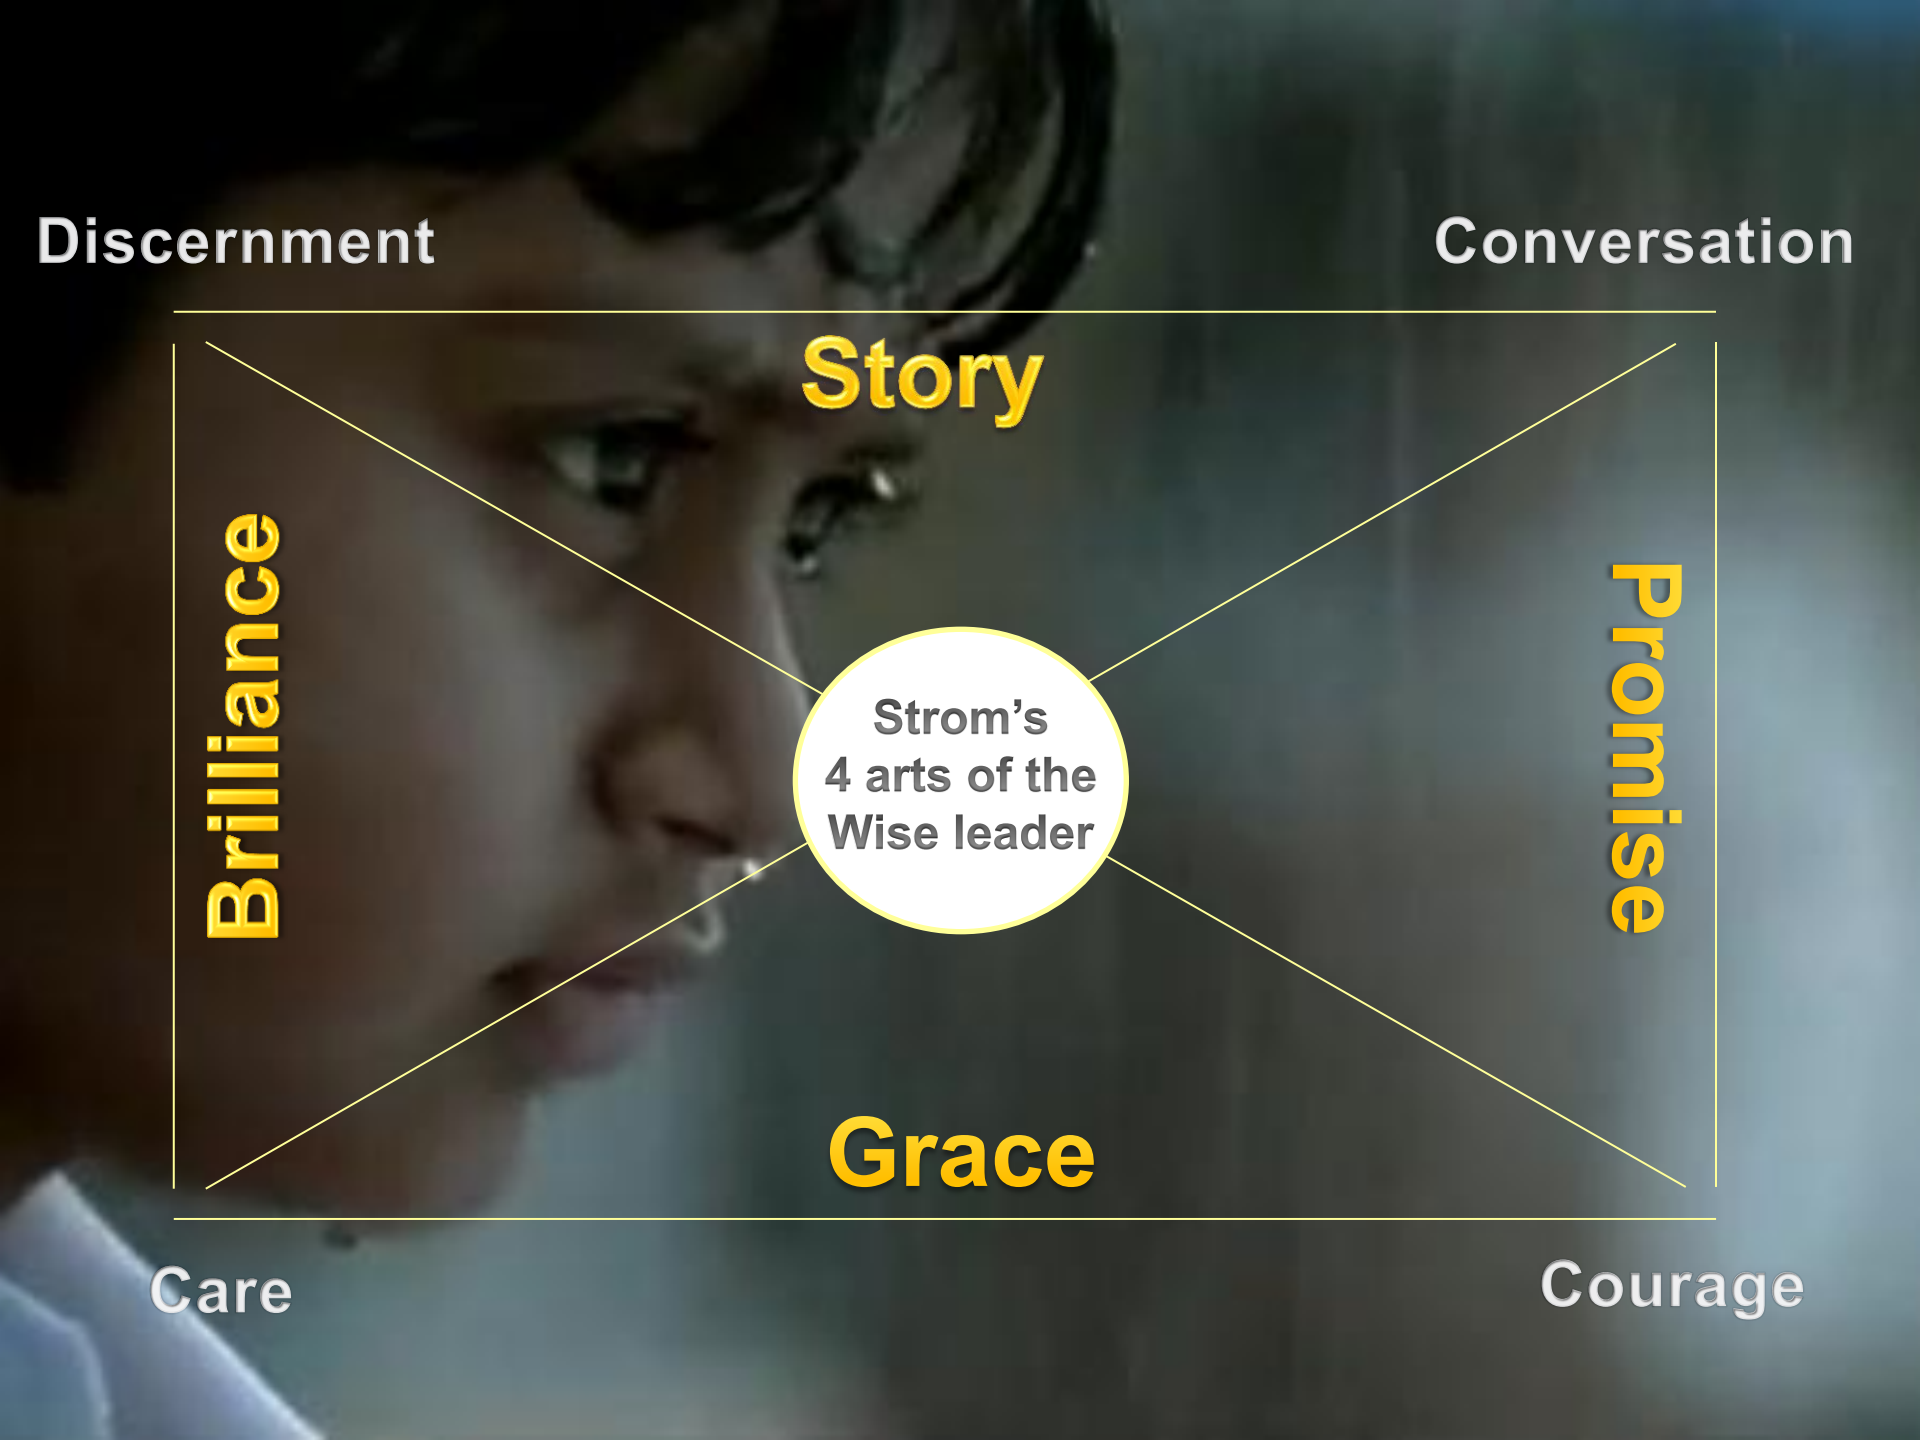 Discernment
Conversation
Story
Brilliance
Promise
Strom’s
4 arts of the
Wise leader
Grace
Care
Courage